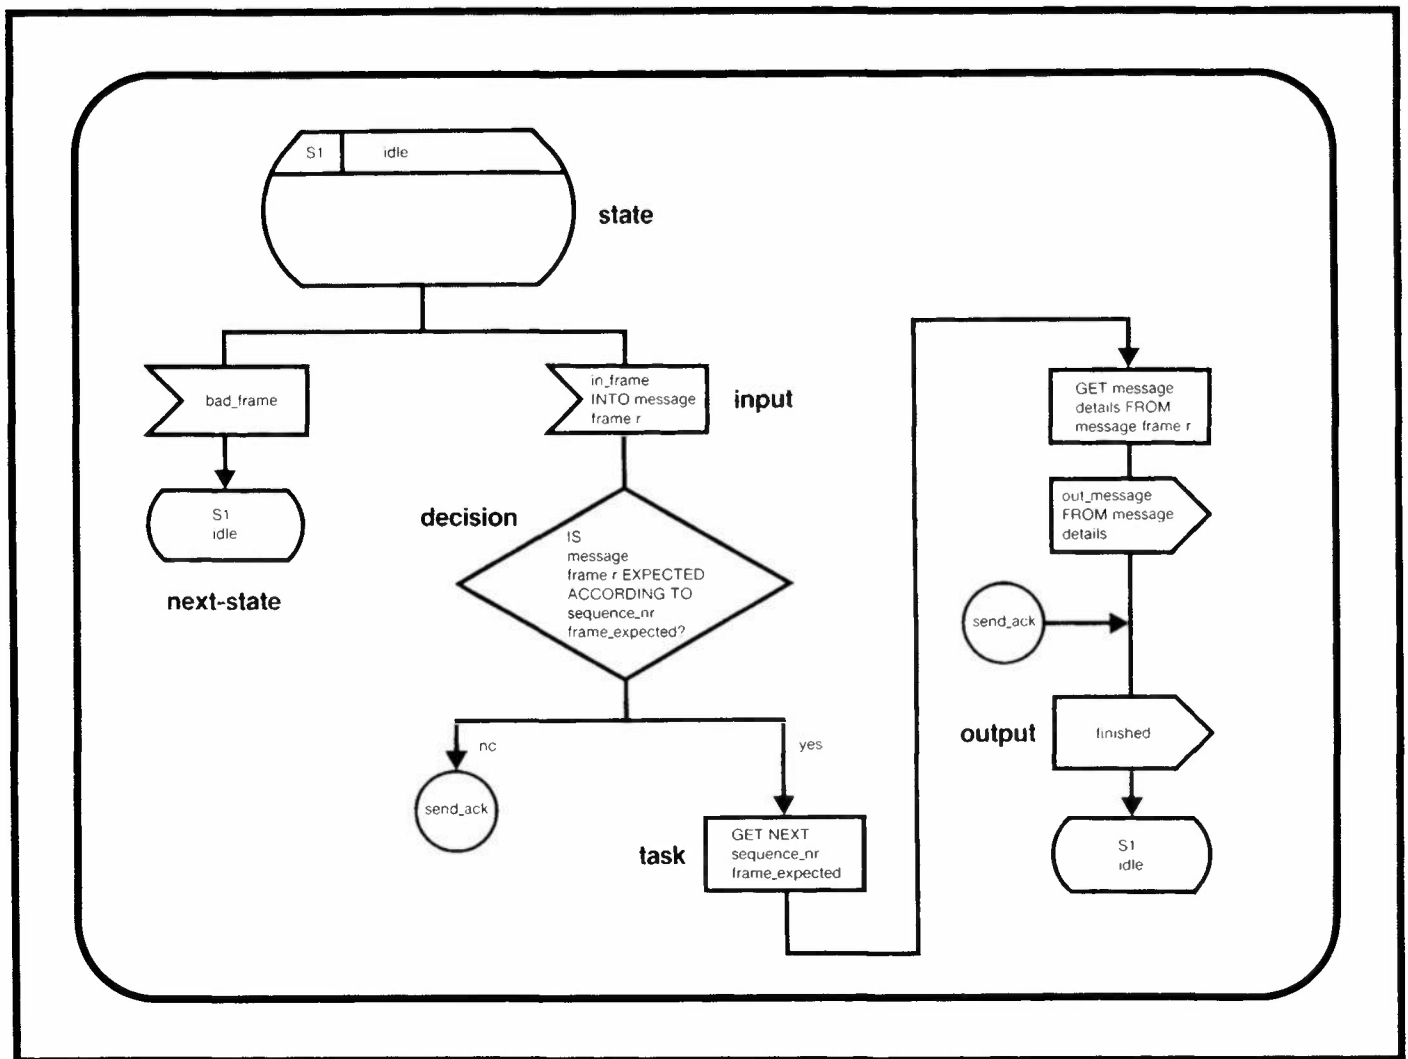 S1 idle
state
bad_frame
in_frame
INTO message
frame r
input
S1
idle
next-state
decision
IS
message
frame r EXPECTED
ACCORDING TO
sequence_nr
frame_expected?
nc
yes
send_ack
task
GET NEXT
sequence_nr
frame_expected
GET message
details FROM
message frame r
out_message
FROM message
details
send_ack
output
finished
S1
idle